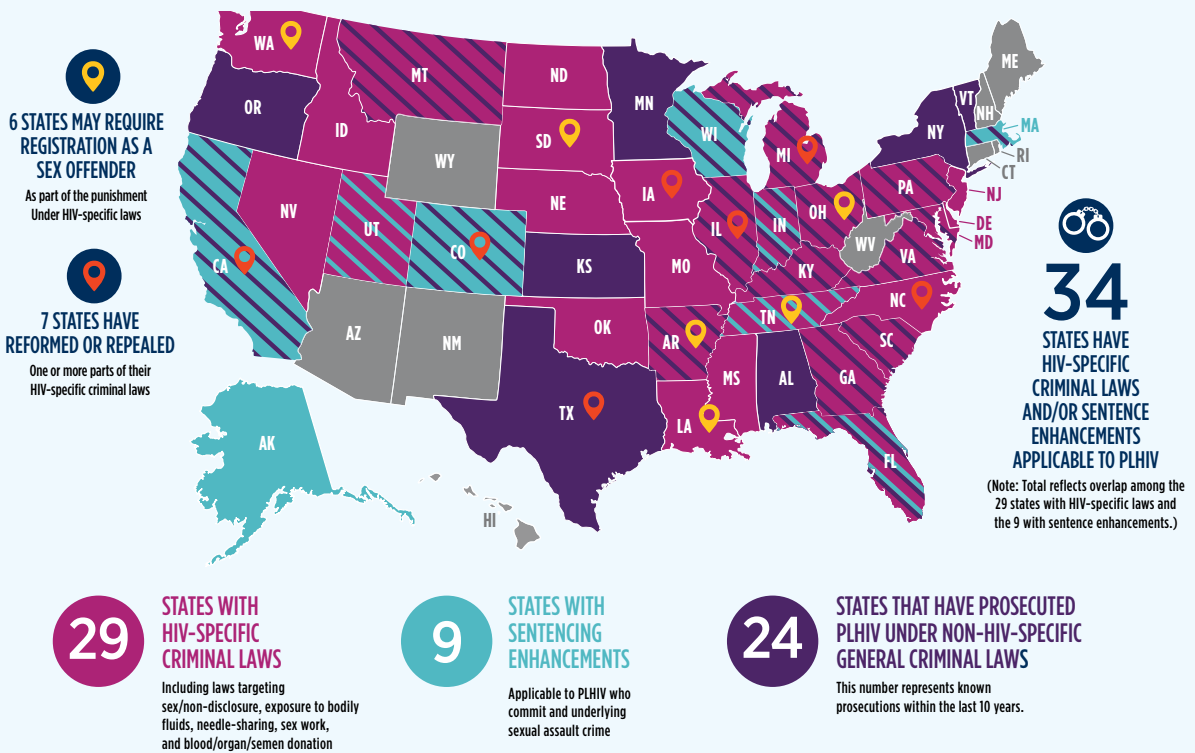 6 STATES MAY REQUIRE
REGISTRATION AS A
SEX OFFENDER
As part of the punishment
Under HIV-specific laws
7 STATES HAVE
REFORMED OR REPEALED
One or more parts of their
HIV-specific criminal laws
WA
MT
ND
MN
ME
OR
ID
SD
WI
MI
NY
VT
NH
MA
RI
CT
WY
IA
NE
PA
NJ
NV
UT
CO
IL
IN
OH
DE
MD
WV
VA
CA
KS
MO
KY
NC
AZ
NM
OK
AR
TN
SC
MS
AL
GA
TX
LA
FL
AK
HI
34
STATES HAVE
HIV-SPECIFIC
CRIMINAL LAWS
AND/OR SENTENCE
ENHANCEMENTS
APPLICABLE TO PLHIV
(Note: Total reflects overlap among the
29 states with HIV-specific laws and
the 9 with sentence enhancements.)
29
STATES WITH
HIV-SPECIFIC
CRIMINAL LAWS
Including laws targeting
sex/non-disclosure, exposure to bodily
fluids, needle-sharing, sex work,
and blood/organ/semen donation
9
STATES WITH
SENTENCING
ENHANCEMENTS
Applicable to PLHIV who
commit and underlying
sexual assault crime
24
STATES THAT HAVE PROSECUTED
PLHIV UNDER NON-HIV-SPECIFIC
GENERAL CRIMINAL LAWS
This number represents known
prosecutions within the last 10 years.